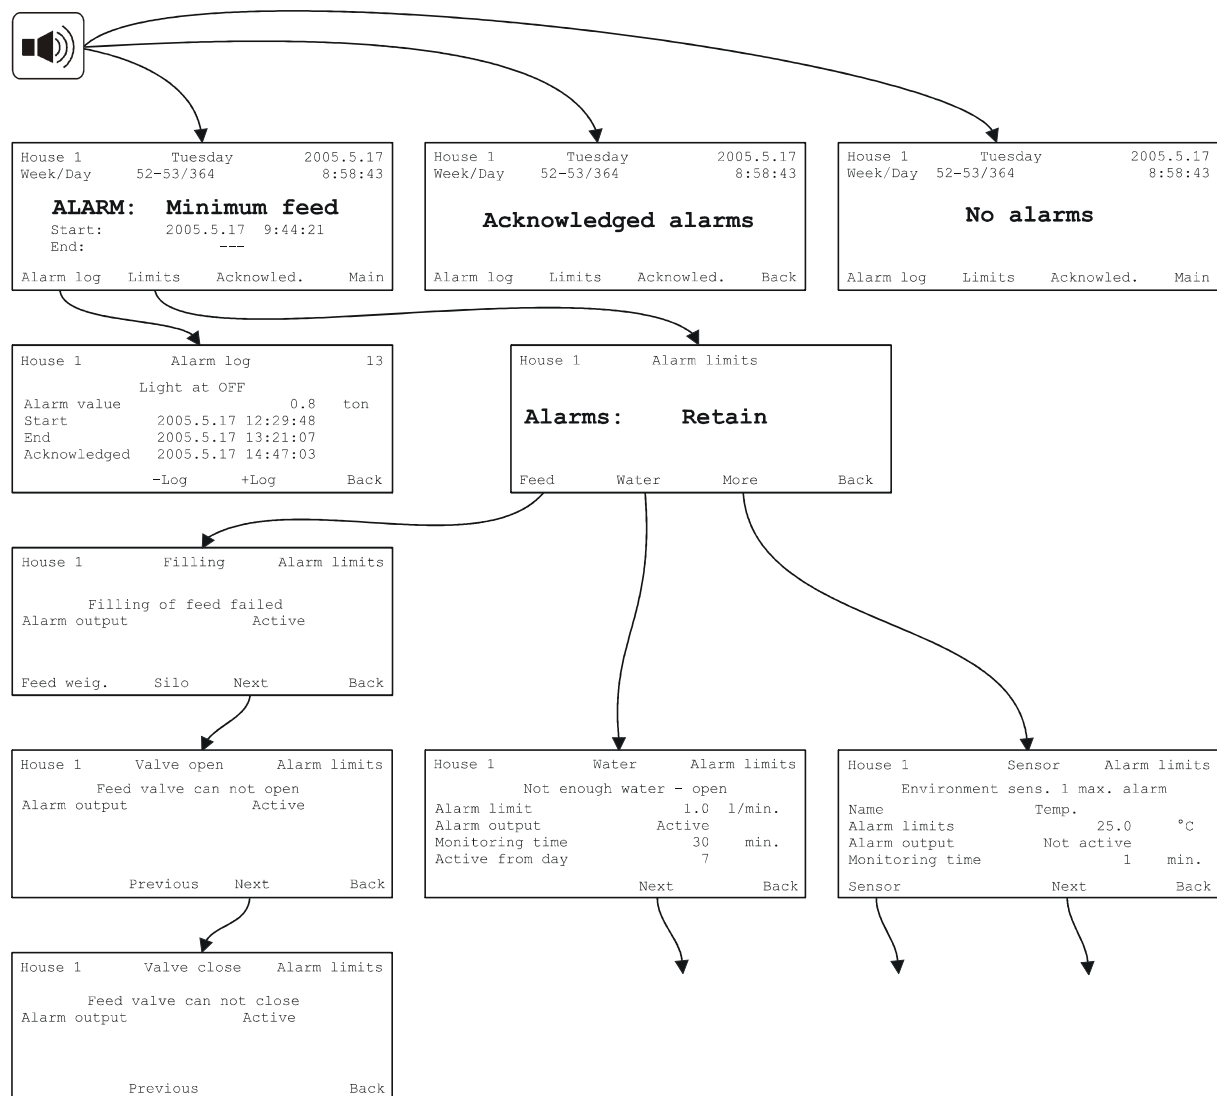 House 1 Tuesday 2005.5.17
Week/Day 52-53/364 8:58:43
ALARM: Minimum feed
Start: 2005.5.17 9:44:21
End: ---
Alarm log Limits Acknowled. Main
House 1 Tuesday 2005.5.17
Week/Day 52-53/364 8:58:43
Acknowledged alarms
Alarm log Limits Acknowled. Back
House 1 Tuesday 2005.5.17
Week/Day 52-53/364 8:58:43
No alarms
Alarm log Limits Acknowled. Main
House 1 Alarm log 13
Light at OFF
Alarm value 0.8 ton
Start 2005.5.17 12:29:48
End 2005.5.17 13:21:07
Acknowledged 2005.5.17 14:47:03
-Log +Log Back
House 1 Alarm limits
Alarms: Retain
Feed Water More Back
House 1 Filling Alarm limits
Filling of feed failed
Alarm output Active
Feed weig. Silo Next Back
House 1 Valve open Alarm limits
Feed valve can not open
Alarm output Active
Previous Next Back
House 1 Water Alarm limits
Not enough water - open
Alarm limit 1.0 l/min.
Alarm output Active
Monitoring time 30 min.
Active from day 7
Next Back
House 1 Sensor Alarm limits
Environment sens. 1 max. alarm
Name Temp.
Alarm limits 25.0 °C
Alarm output Not active
Monitoring time 1 min.
Sensor Next Back
House 1 Valve close Alarm limits
Feed valve can not close
Alarm output Active
Previous Back